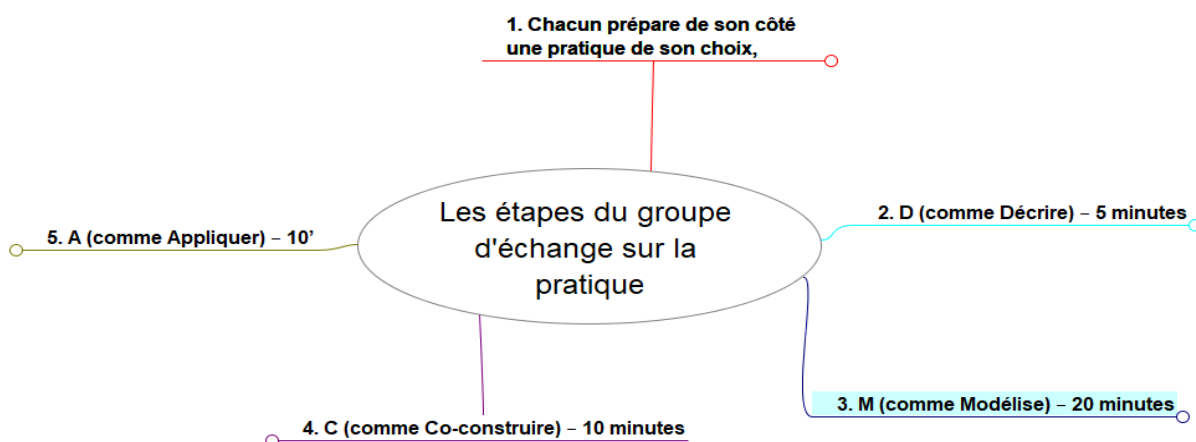 1. Chacun prépare de son côté
une pratique de son choix,
Les étapes du groupe
d'échange sur la
pratique
2. D (comme Décrire) – 5 minutes
3. M (comme Modélise) – 20 minutes
4. C (comme Co-construire) – 10 minutes
5. A (comme Appliquer) – 10’